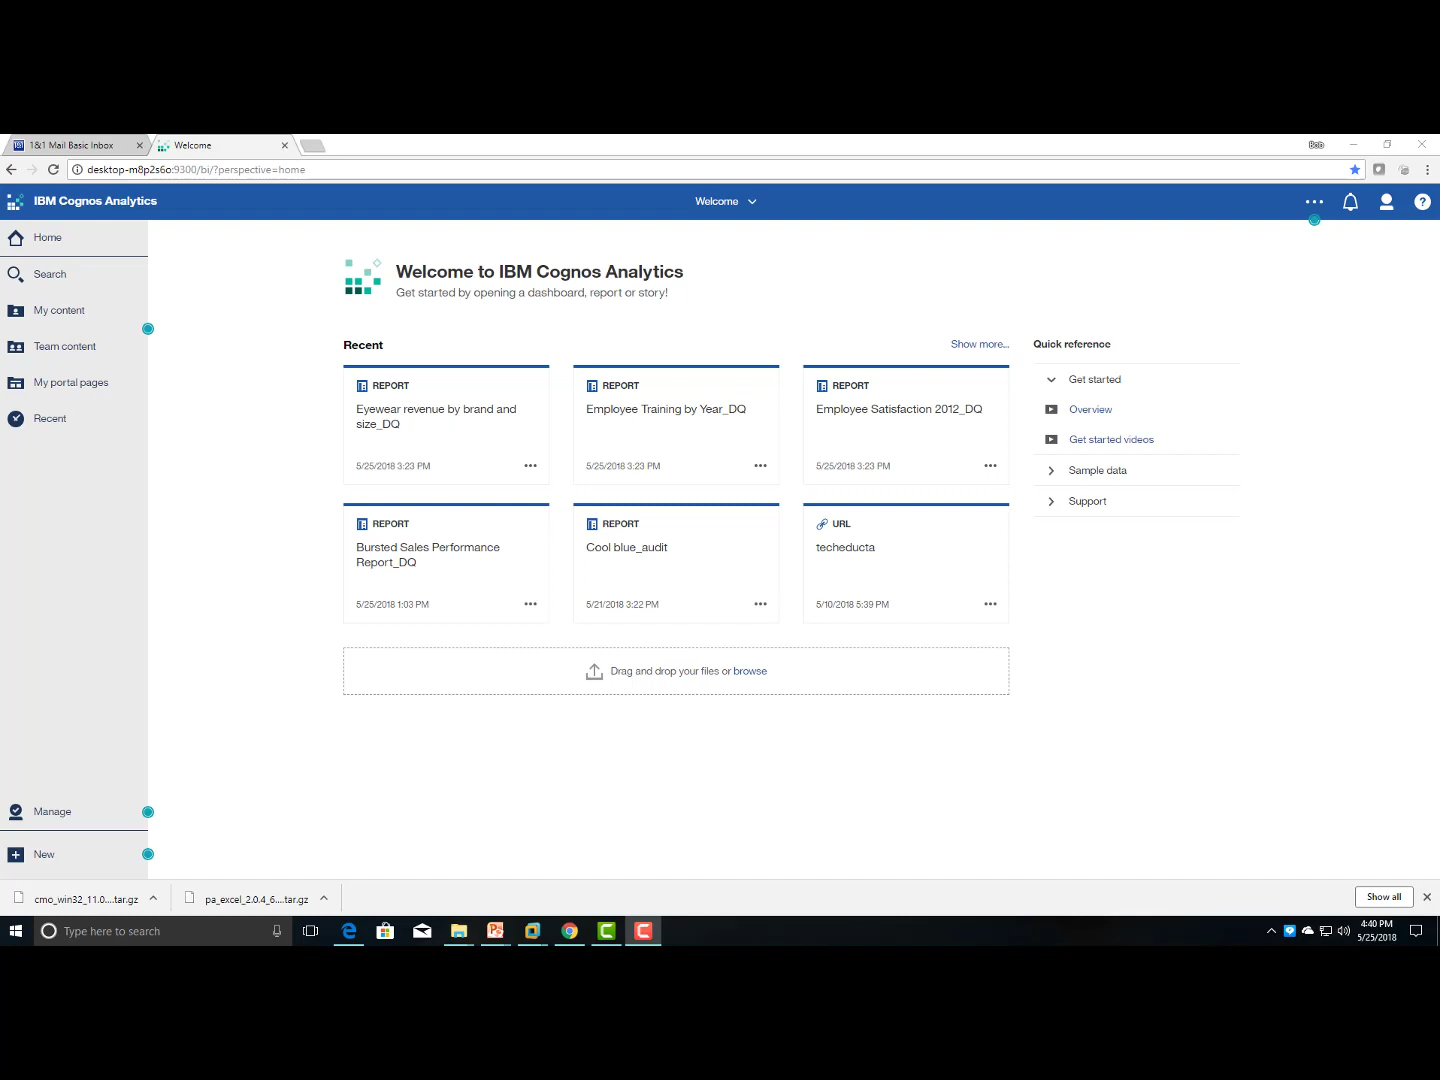 1&1 Mail Basic Inbox
Welcome
Bob
desktop-m8p2s6o:9300/bi/?perspective=home
IBM Cognos Analytics
Welcome
Home
Search
My content
Team content
My portal pages
Recent
Manage
New
Welcome to IBM Cognos Analytics
Get started by opening a dashboard, report or story!
Recent
Show more...
REPORT
Eyewear revenue by brand and
size_DQ
5/25/2018 3:23 PM
REPORT
Employee Training by Year_DQ
5/25/2018 3:23 PM
REPORT
Employee Satisfaction 2012_DQ
5/25/2018 3:23 PM
REPORT
Bursted Sales Performance
Report_DQ
5/25/2018 1:03 PM
REPORT
Cool blue_audit
5/21/2018 3:22 PM
URL
techeducta
5/10/2018 5:39 PM
Drag and drop your files or browse
Quick reference
Get started
Overview
Get started videos
Sample data
Support
cmo_win32_11.0....tar.gz
pa_excel_2.0.4_6....tar.gz
Show all
Type here to search
4:40 PM
5/25/2018